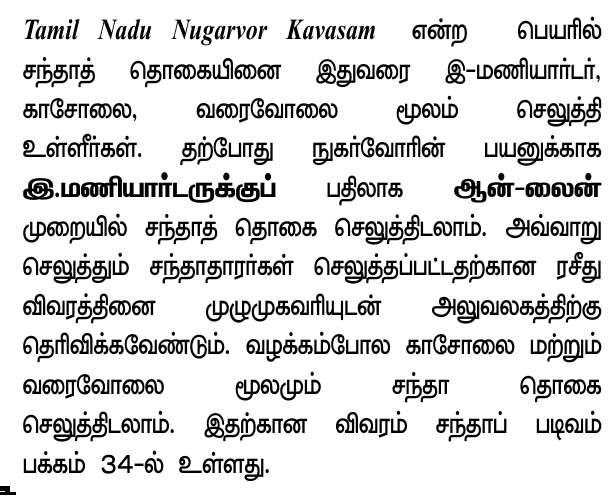 Tamil Nadu Nugarvor Kavasam என்ற பெயரில்
சந்தாத் தொகையினை இதுவரை இ-மணியார்டர்,
காசோலை, வரைவோலை மூலம் செலுத்தி
உள்ளீர்கள். தற்போது நுகர்வோரின் பயனுக்காக
இ.மணியார்டருக்குப் பதிலாக ஆன்-லைன்
முறையில் சந்தாத் தொகை செலுத்திடலாம். அவ்வாறு
செலுத்தும் சந்தாதாரர்கள் செலுத்தப்பட்டதற்கான ரசீது
விவரத்தினை முழுமுகவரியுடன் அலுவலகத்திற்கு
தெரிவிக்கவேண்டும். வழக்கம்போல காசோலை மற்றும்
வரைவோலை மூலமும் சந்தா தொகை
செலுத்திடலாம். இதற்கான விவரம் சந்தாப் படிவம்
பக்கம் 34-ல் உள்ளது.